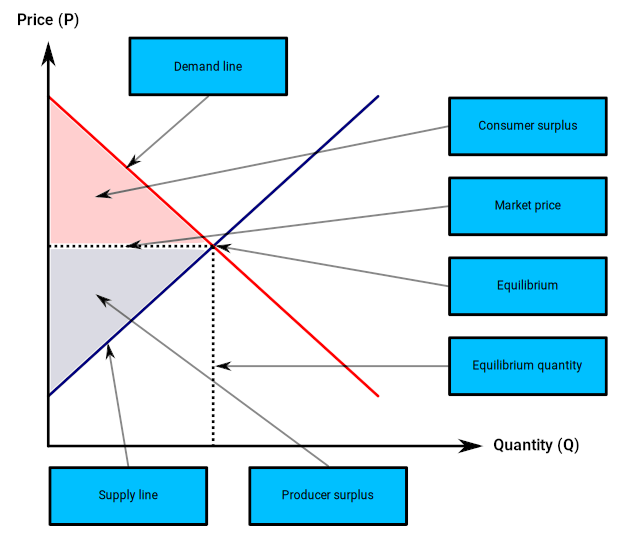 Price (P)
Demand line
Consumer surplus
Market price
Equilibrium
Equilibrium quantity
Quantity (Q)
Supply line
Producer surplus